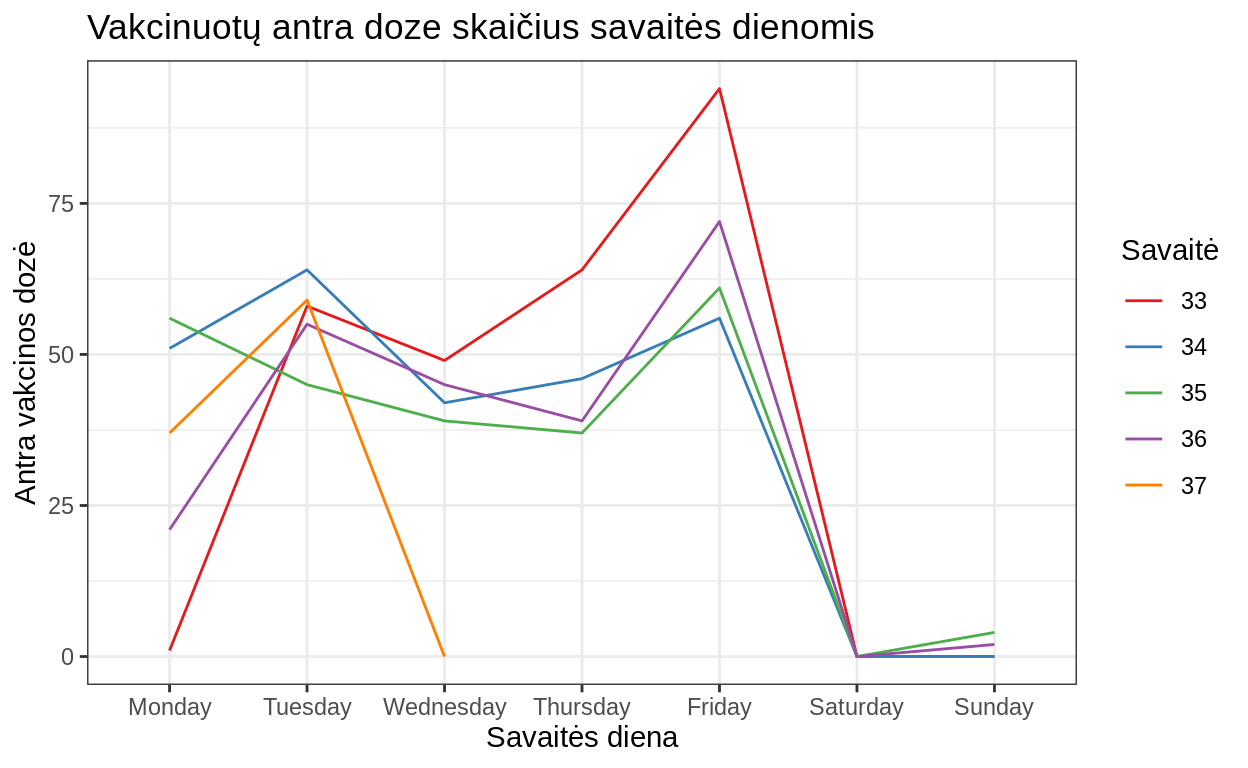 Vakcinuotų antra doze skaičius savaitės dienomis
Antra vakcinos dozė
75
50
25
0
Monday Tuesday Wednesday Thursday Friday Saturday Sunday
Savaitės diena
Savaitė
33
34
35
36
37